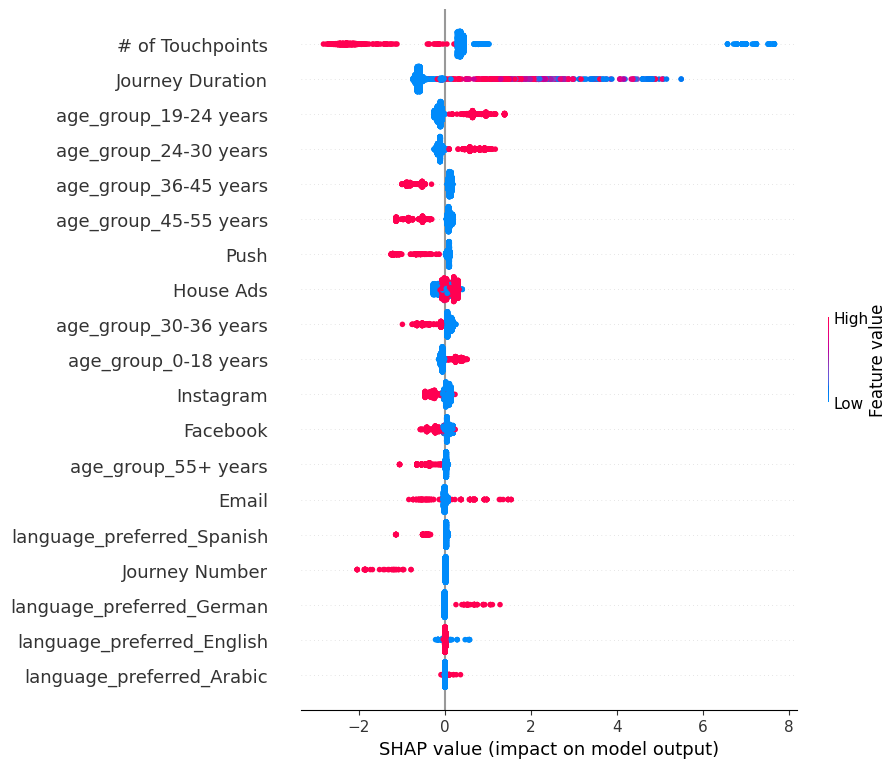 # of Touchpoints
Journey Duration
age_group_19-24 years
age_group_24-30 years
age_group_36-45 years
age_group_45-55 years
Push
House Ads
age_group_30-36 years
age_group_0-18 years
Instagram
Facebook
age_group_55+ years
Email
language_preferred_Spanish
Journey Number
language_preferred_German
language_preferred_English
language_preferred_Arabic
−2 0 2 4 6 8
SHAP value (impact on model output)
High
Low
Feature value